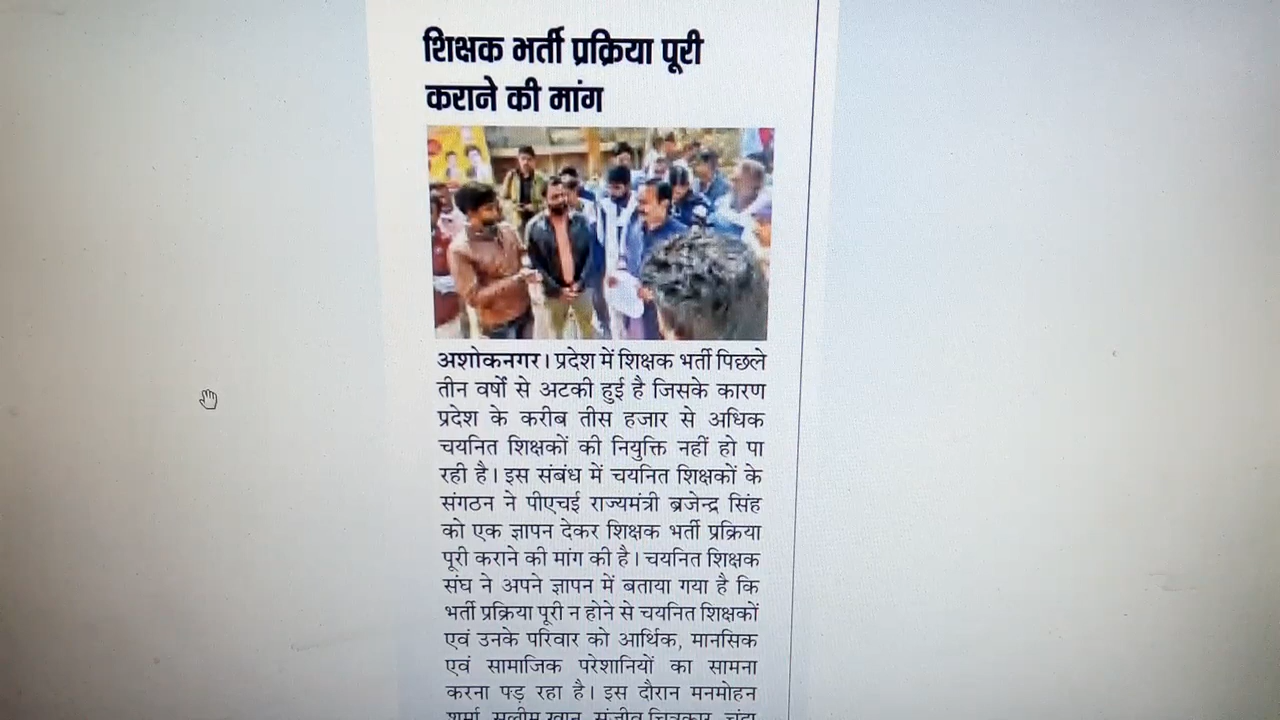 शिक्षक भर्ती प्रक्रिया पूरी
कराने की मांग
अशोकनगर। प्रदेश में शिक्षक भर्ती पिछले
तीन वर्षों से अटकी हुई है जिसके कारण
प्रदेश के करीब तीस हजार से अधिक
चयनित शिक्षकों की नियुक्ति नहीं हो पा
रही है। इस संबंध में चयनित शिक्षकों के
संगठन ने पीएचई राज्यमंत्री ब्रजेन्द्र सिंह
को एक ज्ञापन देकर शिक्षक भर्ती प्रक्रिया
पूरी कराने की मांग की है। चयनित शिक्षक
संघ ने अपने ज्ञापन में बताया गया है कि
भर्ती प्रक्रिया पूरी न होने से चयनित शिक्षकों
एवं उनके परिवार को आर्थिक, मानसिक
एवं सामाजिक परेशानियों का सामना
करना पड़ रहा है। इस दौरान मनमोहन
शर्मा, सलीम खान, संजीव चित्रकार, चंदा